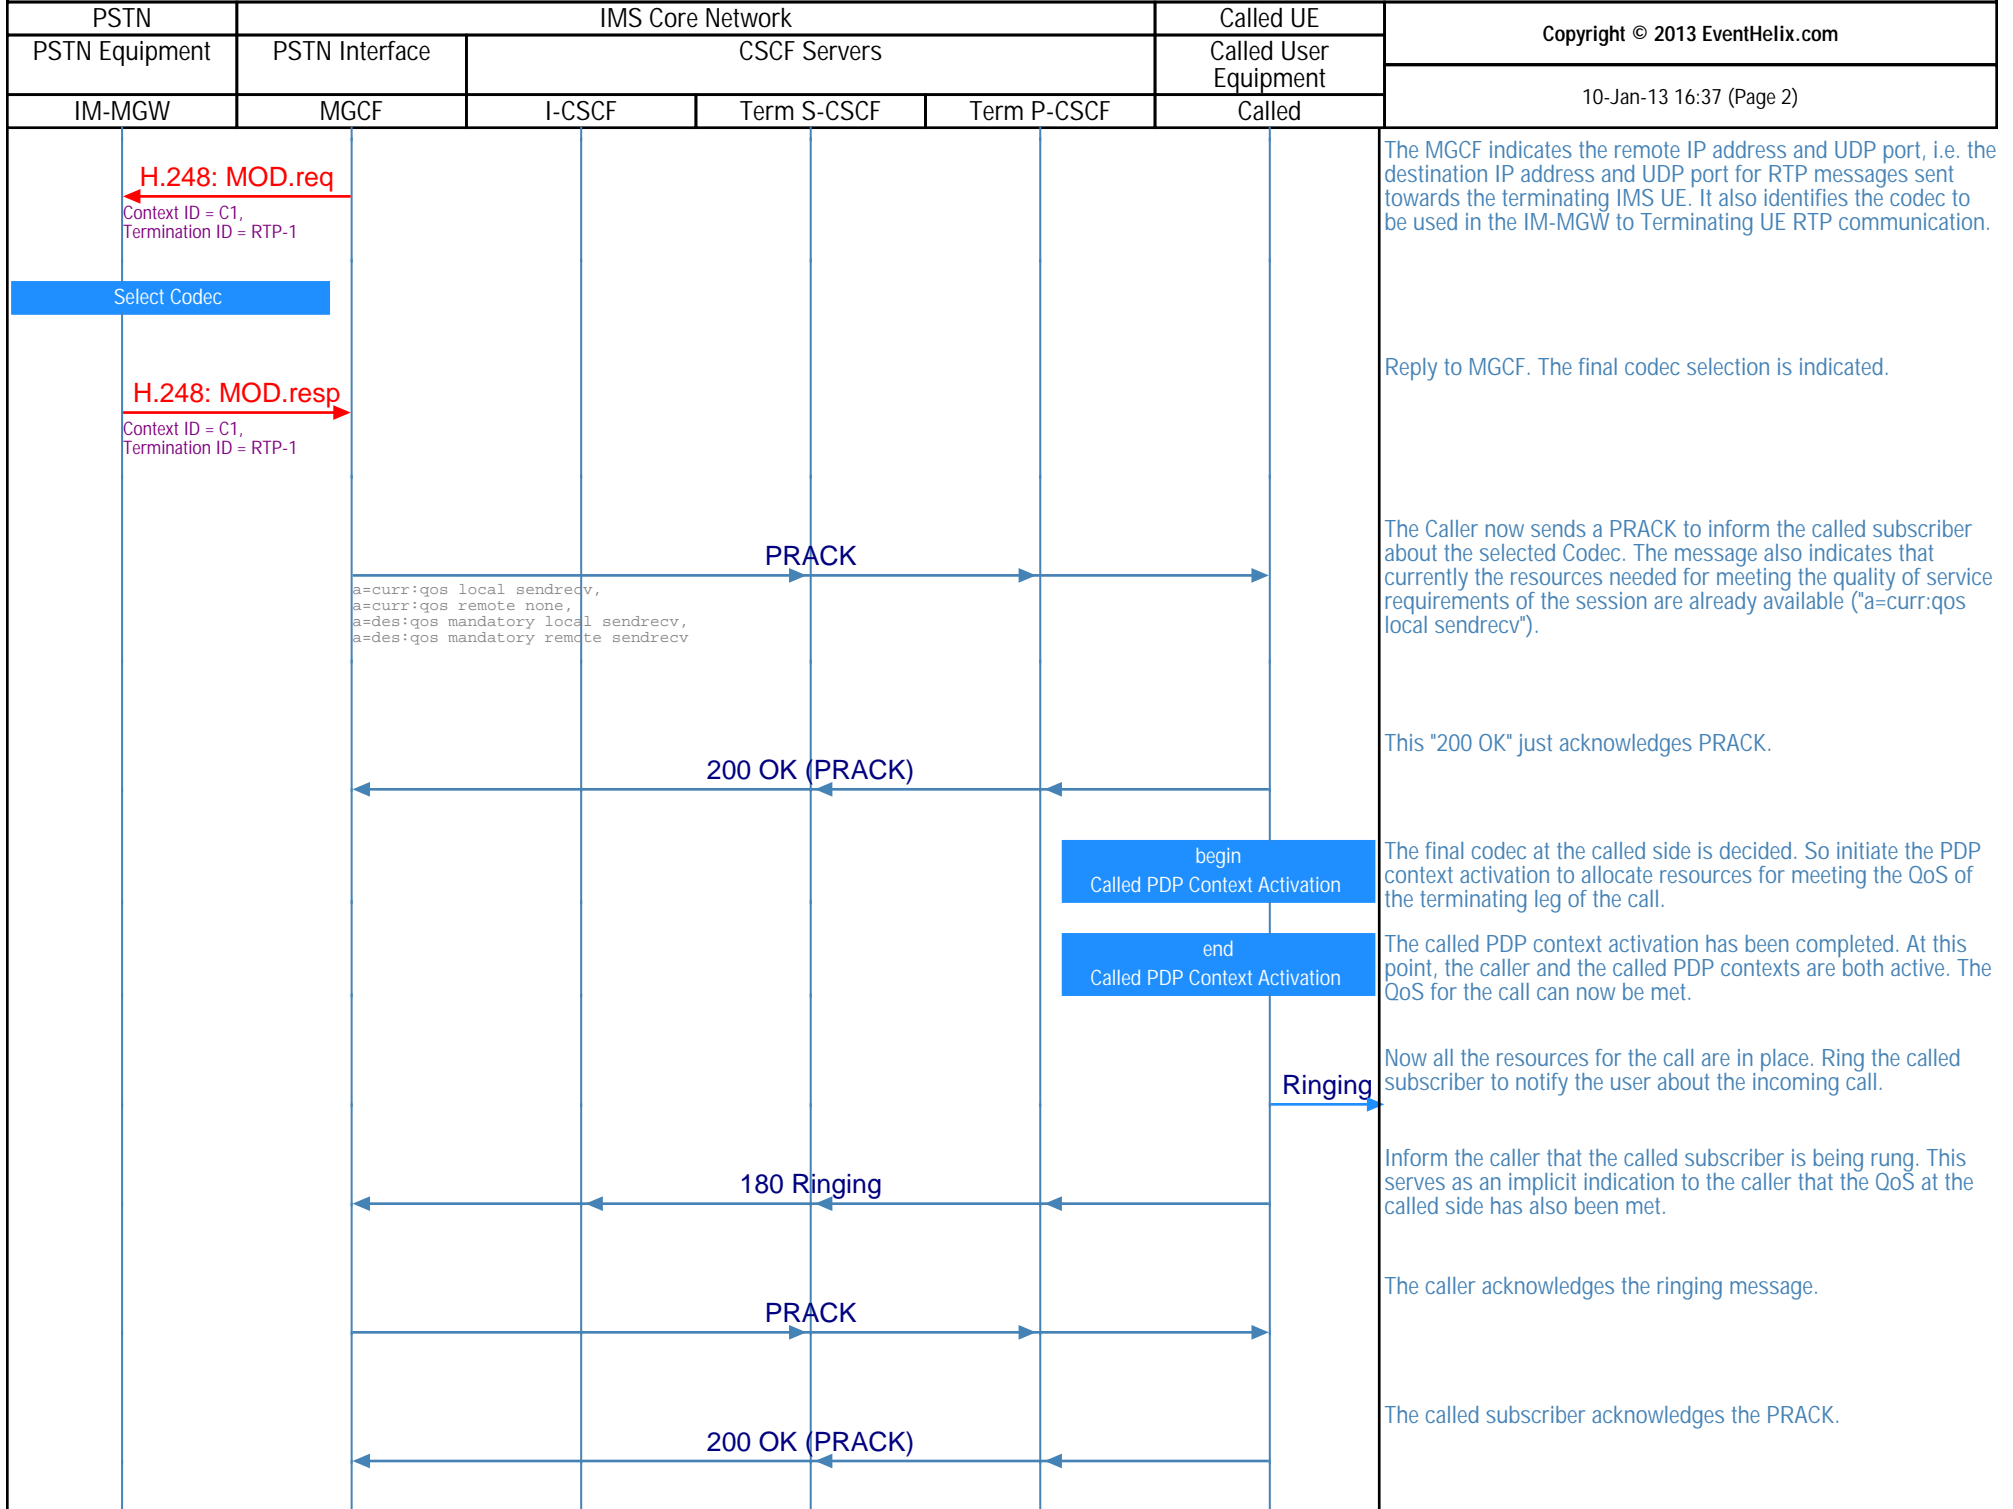 PSTN
IMS Core Network
Called UE
Copyright © 2013 EventHelix.com
PSTN Equipment
PSTN Interface
CSCF Servers
Called User
Equipment
10-Jan-13 16:37 (Page 2)
IM-MGW
MGCF
I-CSCF
Term S-CSCF
Term P-CSCF
Called
The MGCF indicates the remote IP address and UDP port, i.e. the
destination IP address and UDP port for RTP messages sent
towards the terminating IMS UE. It also identifies the codec to
be used in the IM-MGW to Terminating UE RTP communication.
H.248: MOD.req
Context ID = C1,
Termination ID = RTP-1
Select Codec
Reply to MGCF. The final codec selection is indicated.
H.248: MOD.resp
Context ID = C1,
Termination ID = RTP-1
The Caller now sends a PRACK to inform the called subscriber
about the selected Codec. The message also indicates that
currently the resources needed for meeting the quality of service
requirements of the session are already available ("a=curr:qos
local sendrecv").
PRACK
a=curr:qos local sendrecv,
a=curr:qos remote none,
a=des:qos mandatory local sendrecv,
a=des:qos mandatory remote sendrecv
This "200 OK" just acknowledges PRACK.
200 OK (PRACK)
begin
Called PDP Context Activation
The final codec at the called side is decided. So initiate the PDP
context activation to allocate resources for meeting the QoS of
the terminating leg of the call.
end
Called PDP Context Activation
The called PDP context activation has been completed. At this
point, the caller and the called PDP contexts are both active. The
QoS for the call can now be met.
Now all the resources for the call are in place. Ring the called
subscriber to notify the user about the incoming call.
Ringing
Inform the caller that the called subscriber is being rung. This
serves as an implicit indication to the caller that the QoS at the
called side has also been met.
180 Ringing
The caller acknowledges the ringing message.
PRACK
The called subscriber acknowledges the PRACK.
200 OK (PRACK)